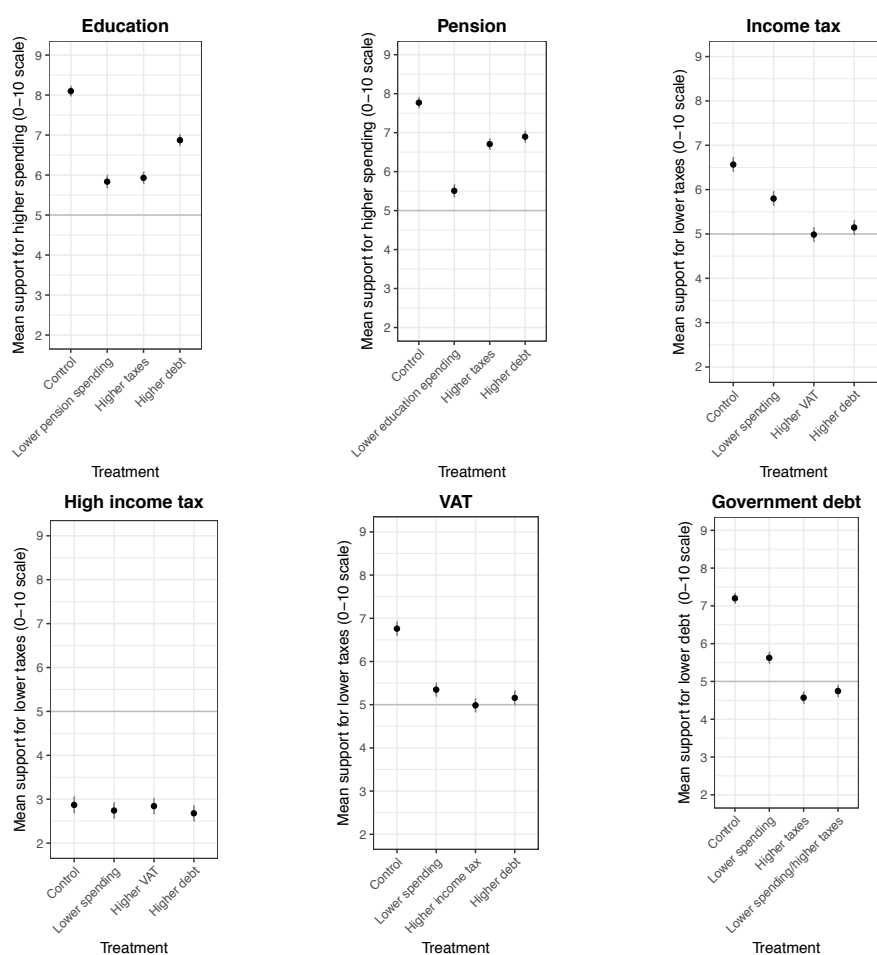 Education
Mean support for higher spending (0−10 scale)
9
8
7
6
5
4
3
2
Control
Lower pension spending
Higher taxes
Higher debt
Treatment
Pension
Mean support for higher spending (0−10 scale)
9
8
7
6
5
4
3
2
Control
Lower education epending
Higher taxes
Higher debt
Treatment
Income tax
Mean support for lower taxes (0−10 scale)
9
8
7
6
5
4
3
2
Control
Lower spending
Higher VAT
Higher debt
Treatment
High income tax
Mean support for lower taxes (0−10 scale)
9
8
7
6
5
4
3
2
Control
Lower spending
Higher VAT
Higher debt
Treatment
VAT
Mean support for lower taxes (0−10 scale)
9
8
7
6
5
4
3
2
Control
Lower spending
Higher income tax
Higher debt
Treatment
Government debt
Mean support for lower debt (0−10 scale)
9
8
7
6
5
4
3
2
Control
Lower spending
Higher taxes
Lower spending/higher taxes
Treatment